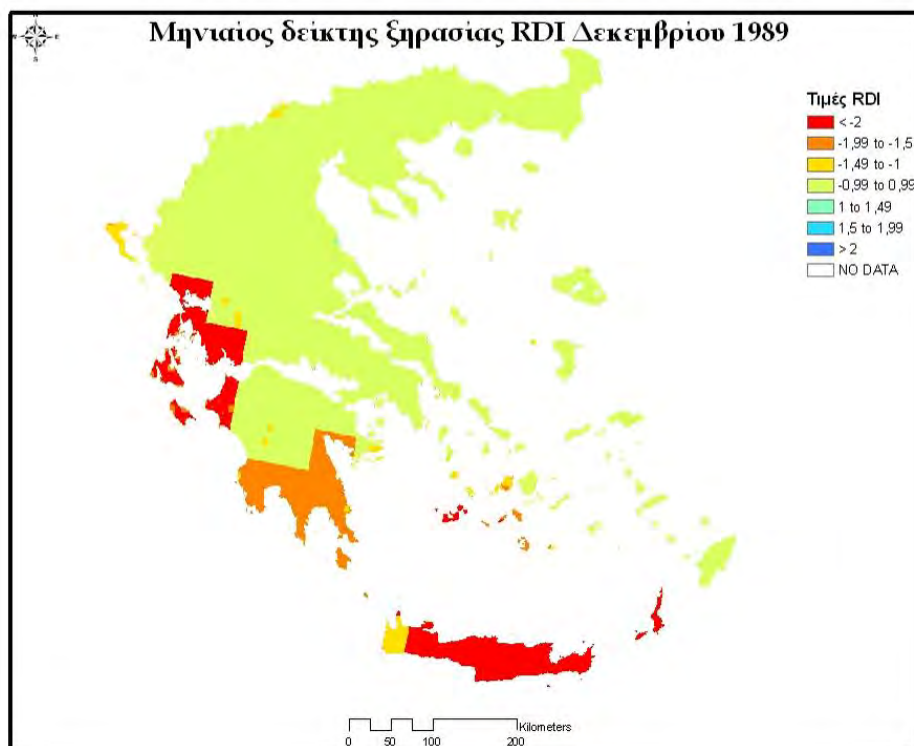 Μηνιαίος δείκτης ξηρασίας RDI Δεκεμβρίου 1989
Τιμές RDI
< -2
-1,99 to -1,5
-1,49 to -1
-0,99 to 0,99
1 to 1,49
1,5 to 1,99
> 2
NO DATA
Kilometers
0 50 100 200